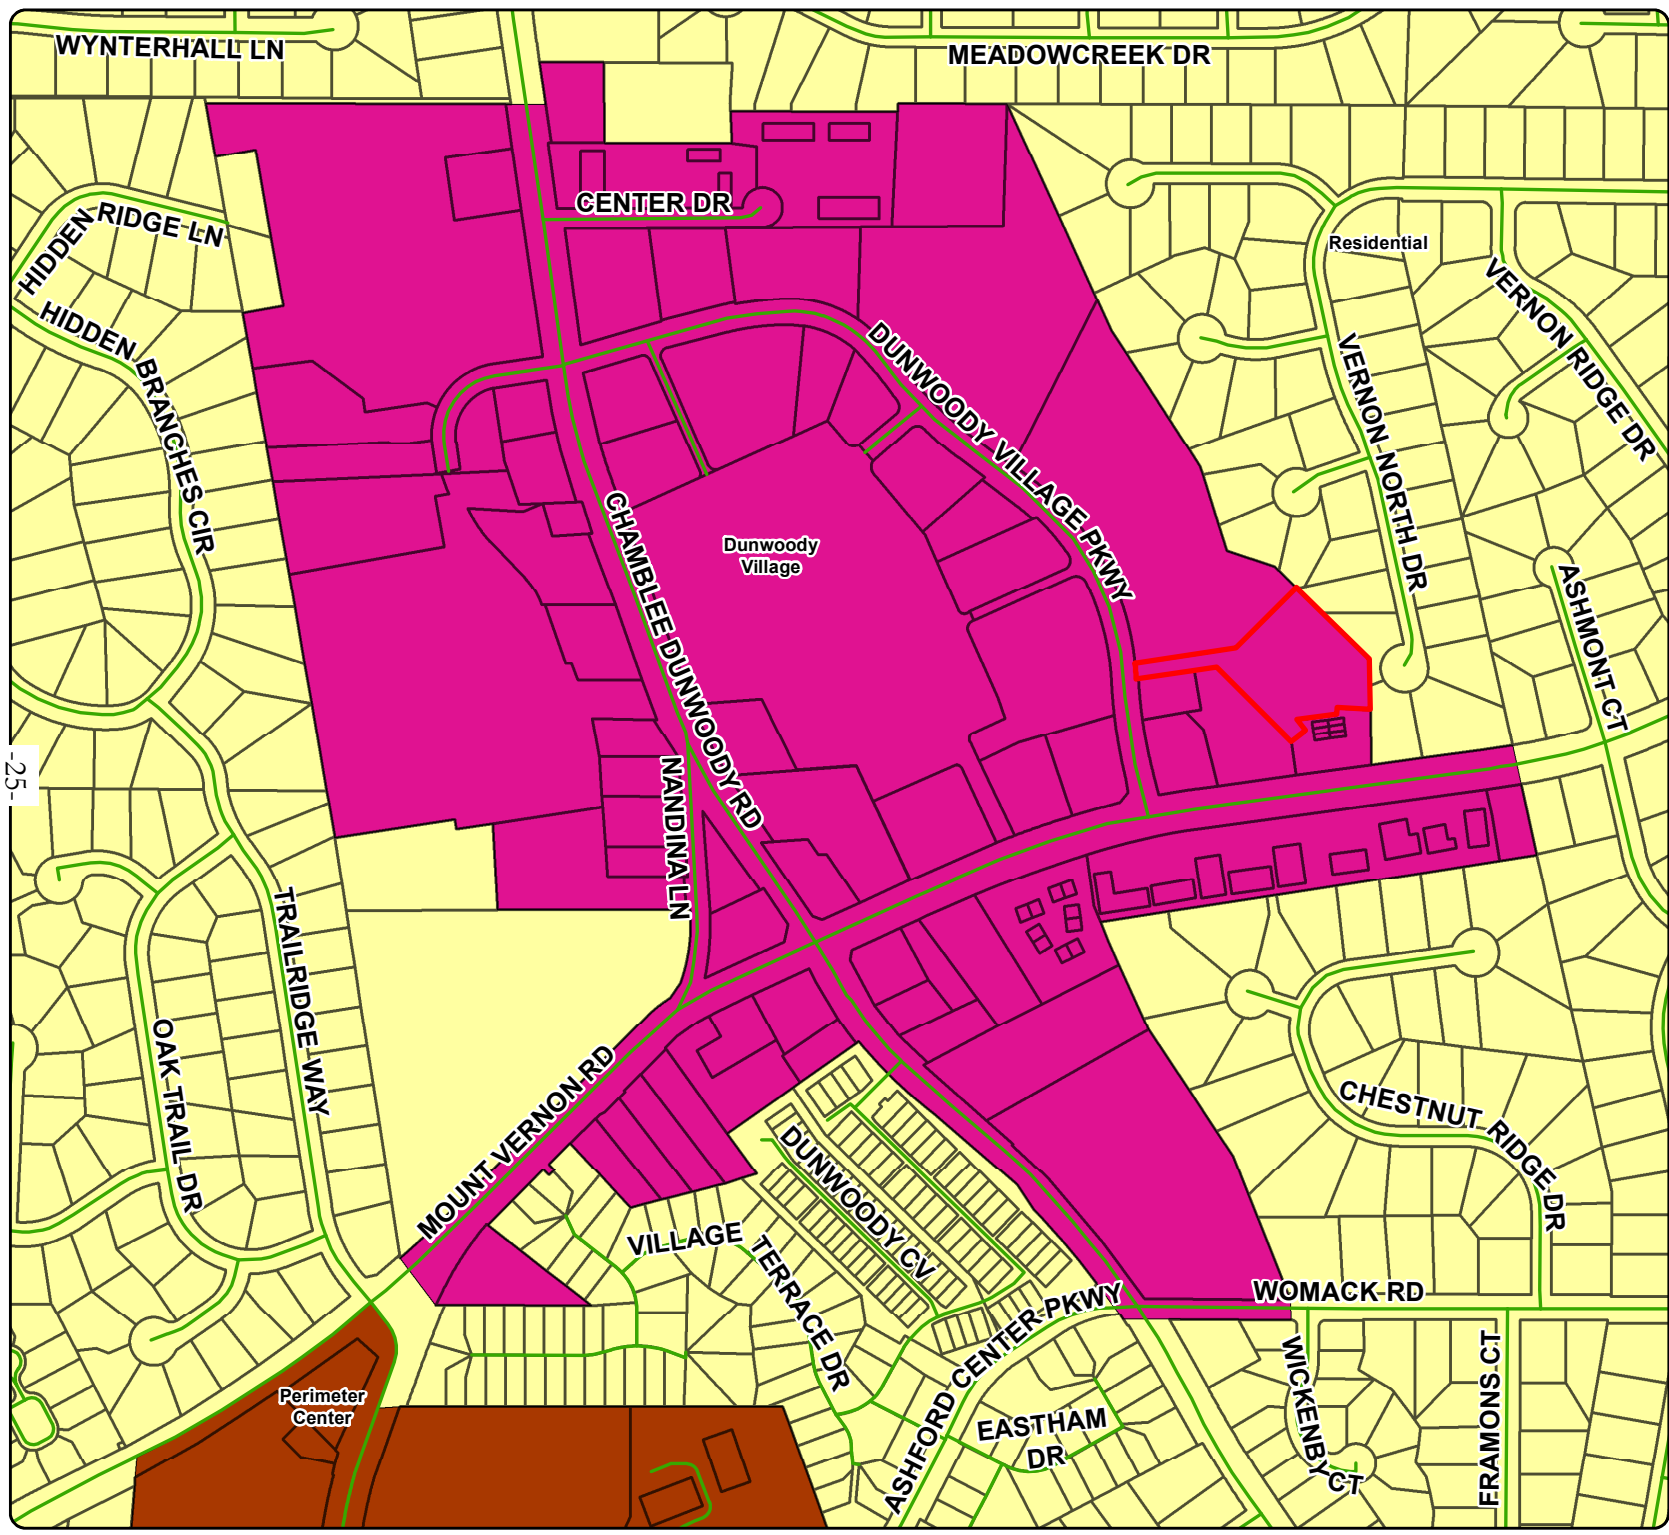 WYNTERHALL LN
MEADOWCREEK DR
CENTER DR
HIDDEN RIDGE LN
Residential
HIDDEN BRANCHES CIR
VERNON RIDGE DR
DUNWOODY VILLAGE PKWY
VERNON NORTH DR
Dunwoody
Village
CHAMBLEE DUNWOODY RD
ASHMONT CT
-25-
NANDINA LN
TRAILRIDGE WAY
OAK TRAIL DR
MOUNT VERNON RD
CHESTNUT RIDGE DR
DUNWOODY CV
VILLAGE TERRACE DR
WOMACK RD
ASHFORD CENTER PKWY
WICKENBY CT
FRAMONS CT
Perimeter
Center
EASTHAM
DR